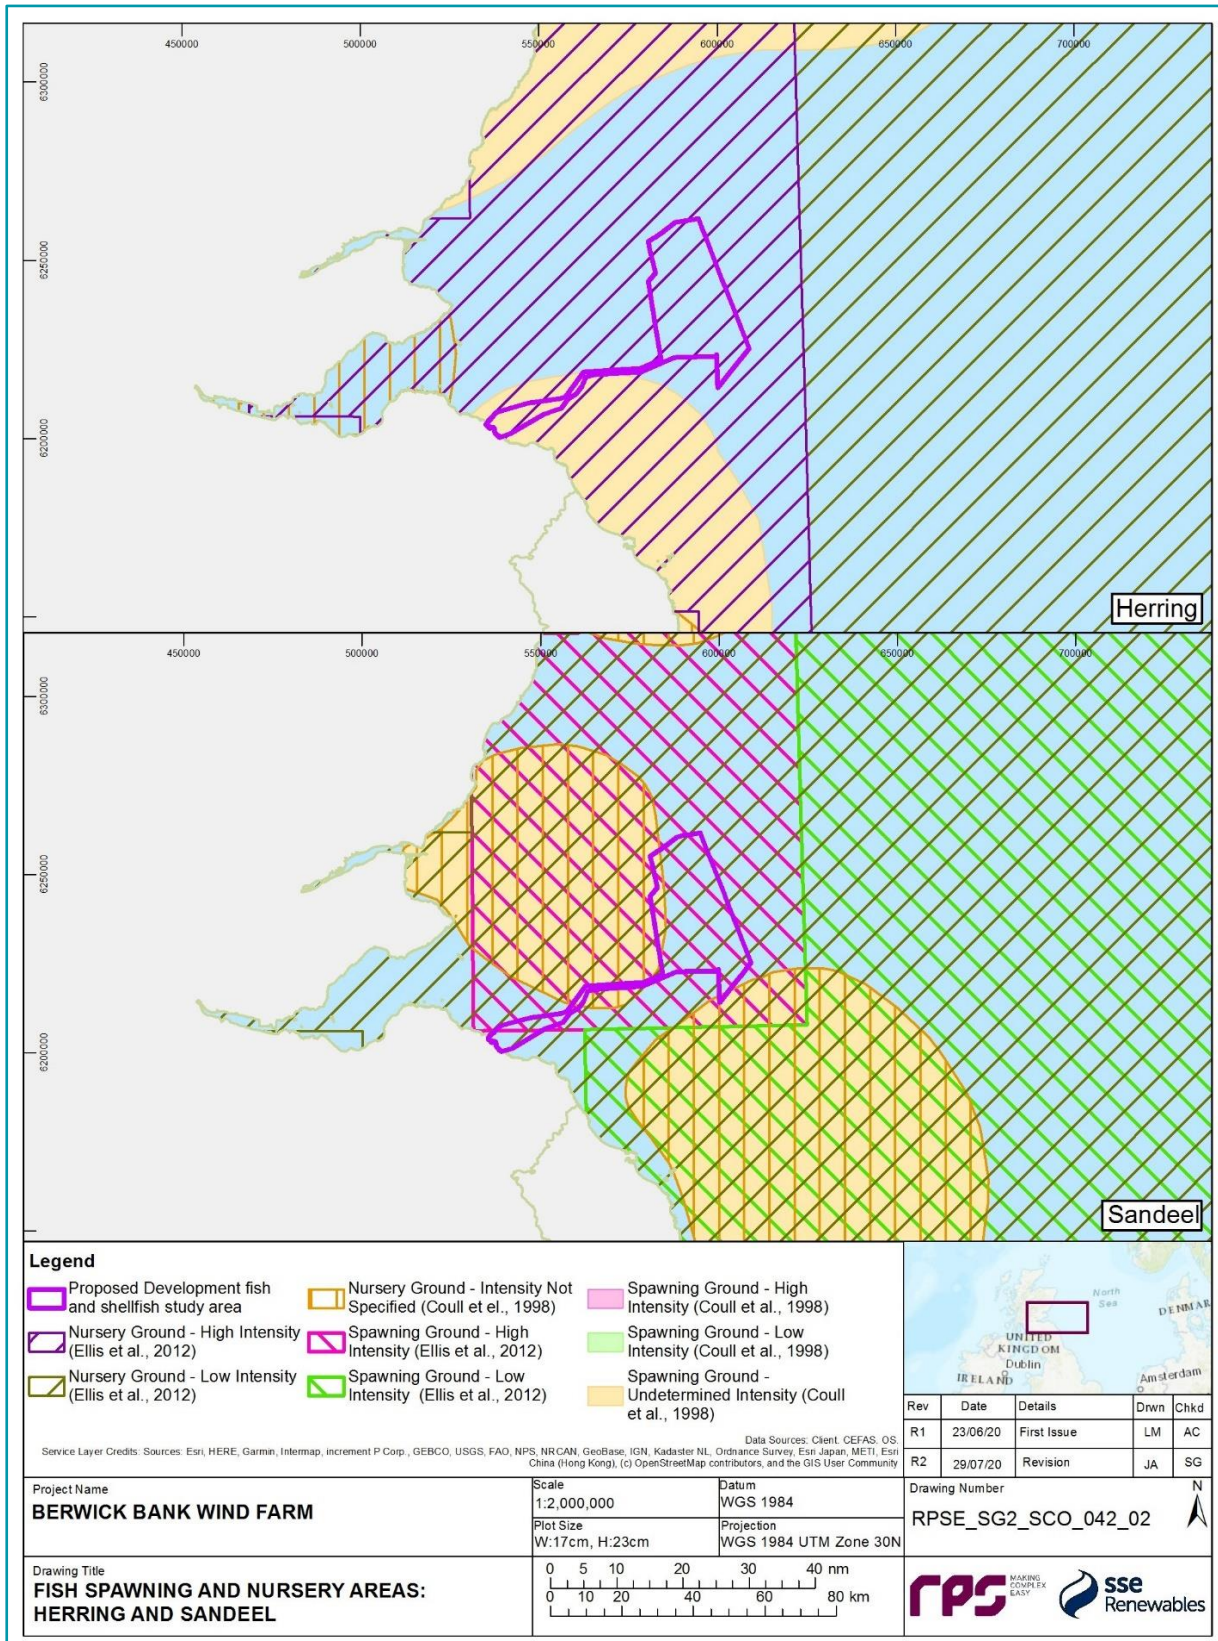 450000 500000 550000 600000 650000 700000
6300000
6250000
6200000
Herring
450000 500000 550000 600000 650000 700000
6300000
6250000
6200000
Sandeel
Legend
Proposed Development fish
and shellfish study area
Nursery Ground - High Intensity
(Ellis et al., 2012)
Nursery Ground - Low Intensity
(Ellis et al., 2012)
Nursery Ground - Intensity Not
Specified (Coull et el., 1998)
Spawning Ground - High
Intensity (Ellis et al., 2012)
Spawning Ground - Low
Intensity (Ellis et al., 2012)
Spawning Ground - High
Intensity (Coull et al., 1998)
Spawning Ground - Low
Intensity (Coull et al., 1998)
Spawning Ground -
Undetermined Intensity (Coull
et al., 1998)
Data Sources: Client. CEFAS. OS.
Service Layer Credits: Sources: Esri, HERE, Garmin, Intermap, increment P Corp., GEBCO, USGS, FAO, NPS, NRCAN, GeoBase, IGN, Kadaster NL, Ordnance Survey, Esri Japan, METI, Esri
China (Hong Kong), (c) OpenStreetMap contributors, and the GIS User Community
North
Sea
DENMAR
UNITED
KINGDOM
Dublin
IRELAND
Amsterdam
Rev Date Details Drwn Chkd
R1 23/06/20 First Issue LM AC
R2 29/07/20 Revision JA SG
Project Name
BERWICK BANK WIND FARM
Scale
1:2,000,000
Datum
WGS 1984
Plot Size
W:17cm, H:23cm
Projection
WGS 1984 UTM Zone 30N
Drawing Number
RPSE_SG2_SCO_042_02
N
Drawing Title
FISH SPAWNING AND NURSERY AREAS:
HERRING AND SANDEEL
0 5 10 20 30 40 nm
0 10 20 40 60 80 km
rps
MAKING
COMPLEX
EASY
sse
Renewables